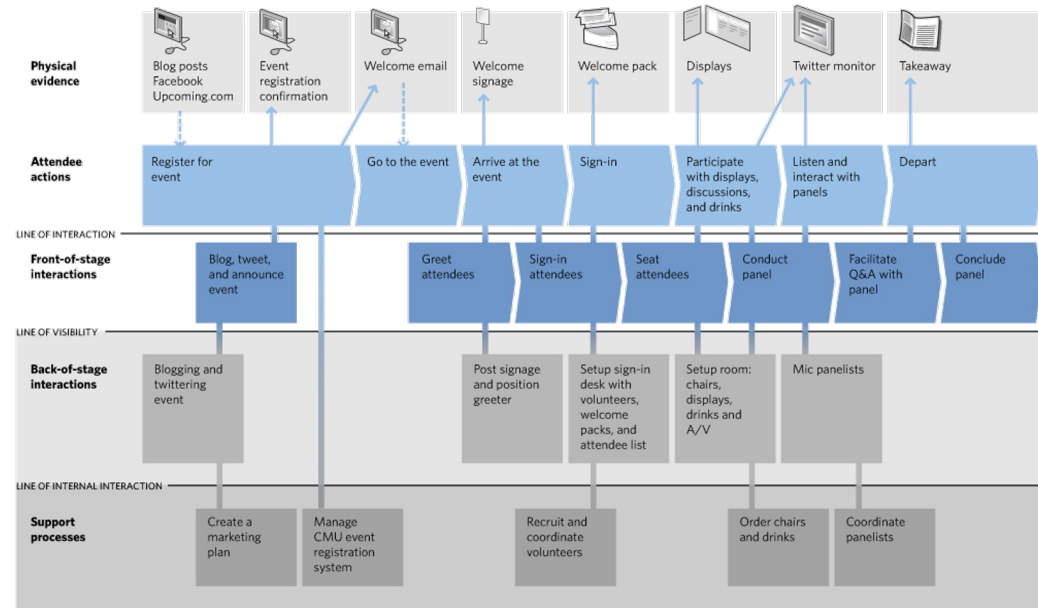 Physical
evidence
Blog posts
Facebook
Upcoming.com
Event
registration
confirmation
Welcome email
Welcome
signage
Welcome pack
Displays
Twitter monitor
Takeaway
Attendee
actions
Register for
event
Go to the event
Arrive at the
event
Sign-in
Participate
with displays,
discussions,
and drinks
Listen and
interact with
panels
Depart
LINE OF INTERACTION
Front-of-stage
interactions
Blog, tweet,
and announce
event
Greet
attendees
Sign-in
attendees
Seat
attendees
Conduct
panel
Facilitate
Q&A with
panel
Conclude
panel
LINE OF VISIBILITY
Back-of-stage
interactions
Blogging and
twittering
event
Post signage
and position
greeter
Setup sign-in
desk with
volunteers,
welcome
packs, and
attendee list
Setup room:
chairs,
displays,
drinks and
A/V
Mic panelists
LINE OF INTERNAL INTERACTION
Support
processes
Create a
marketing
plan
Manage
CMU event
registration
system
Recruit and
coordinate
volunteers
Order chairs
and drinks
Coordinate
panelists